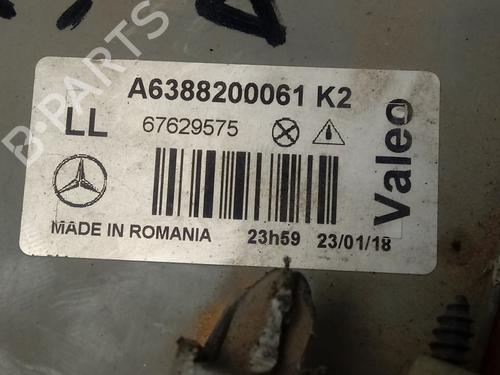 A6388200061 K2
LL
67629575
Valeo
MADE IN ROMANIA
23h59
23/01/18
B-PARTS